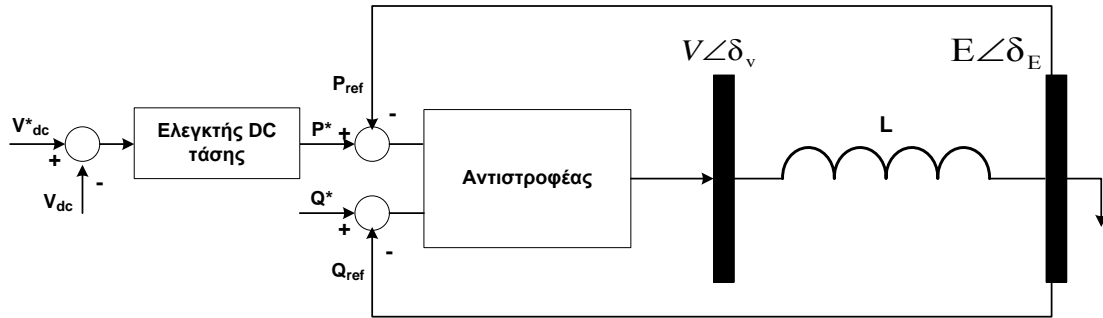 V∠δv
E∠δE
Pref
V*dc
+
-
Vdc
Ελεγκτής DC
τάσης
P*
+
-
Q*
+
-
Qref
Αντιστροφέας
L